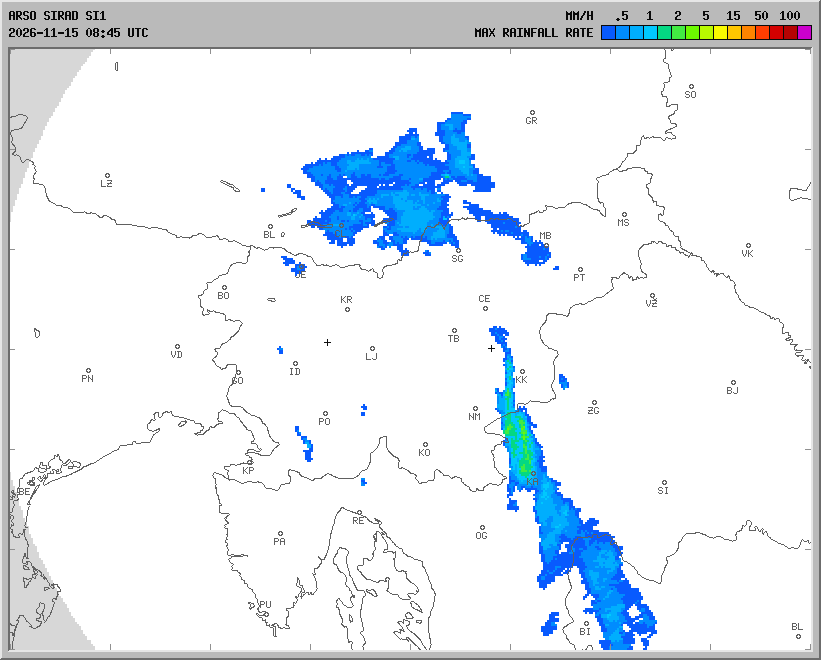 ARSO SIRAD SI1
2026-11-15 08:45 UTC
MM/H .5 1 2 5 15 50 100
MAX RAINFALL RATE
SO
GR
LZ
MS
BL
MB
VK
SG
PT
JE
BO
KR
CE
VŽ
TB
VD
LJ
ID
PN
GO
KK
BJ
PO
NM
ZG
KO
KP
BE
SI
RE
OG
PA
PU
BI
BL